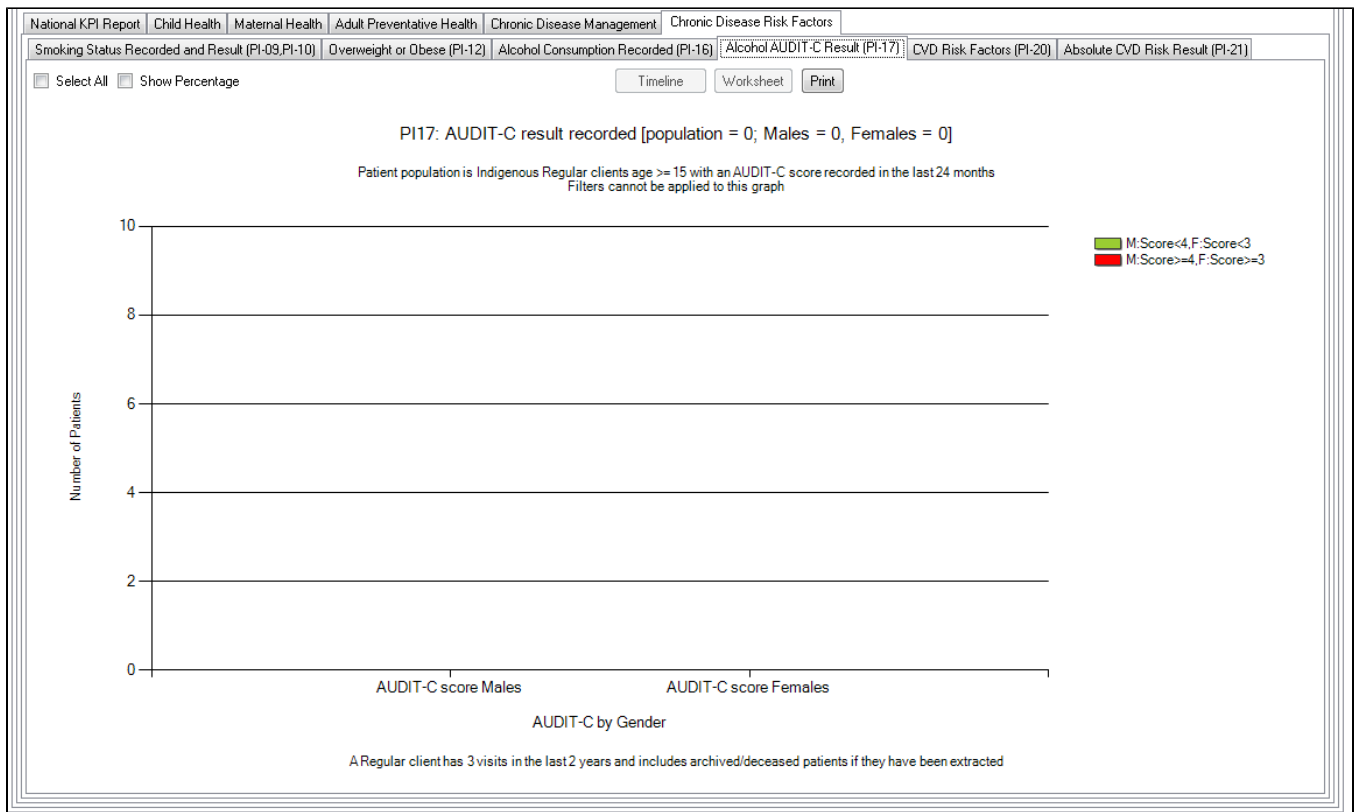 National KPI Report Child Health Maternal Health Adult Preventative Health Chronic Disease Management Chronic Disease Risk Factors
Smoking Status Recorded and Result (PI-09,PI-10) Overweight or Obese (PI-12) Alcohol Consumption Recorded (PI-16) Alcohol AUDIT-C Result (PI-17) CVD Risk Factors (PI-20) Absolute CVD Risk Result (PI-21)
Select All Show Percentage Timeline Worksheet Print
PI17: AUDIT-C result recorded [population = 0; Males = 0, Females = 0]
Patient population is Indigenous Regular clients age >= 15 with an AUDIT-C score recorded in the last 24 months
Filters cannot be applied to this graph
10
8
6
4
2
0
Number of Patients
M:Score<4,F:Score<3
M:Score>=4,F:Score>=3
AUDIT-C score Males AUDIT-C score Females
AUDIT-C by Gender
A Regular client has 3 visits in the last 2 years and includes archived/deceased patients if they have been extracted